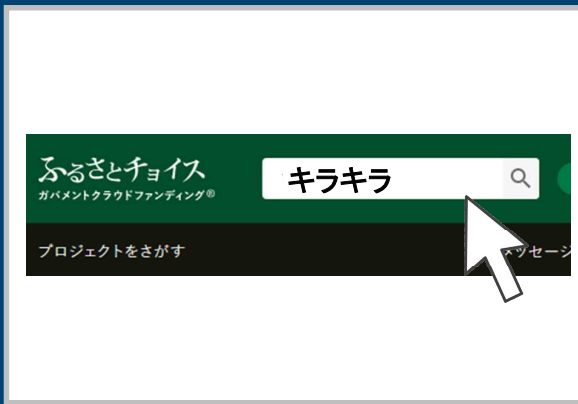 ふるさとチョイス
ガバメントクラウドファンディング®
キラキラ
プロジェクトをさがす
メッセージ